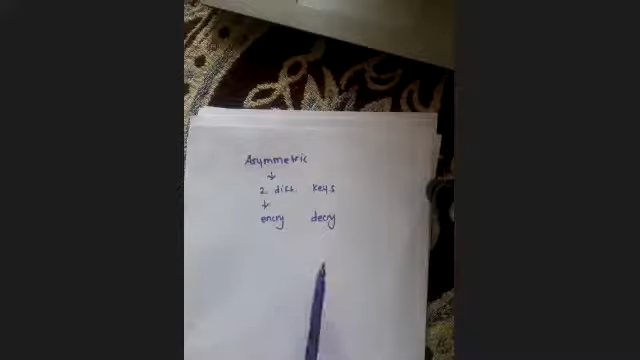 Asymmetric
↓
2 dist. keys
↓
encry decry